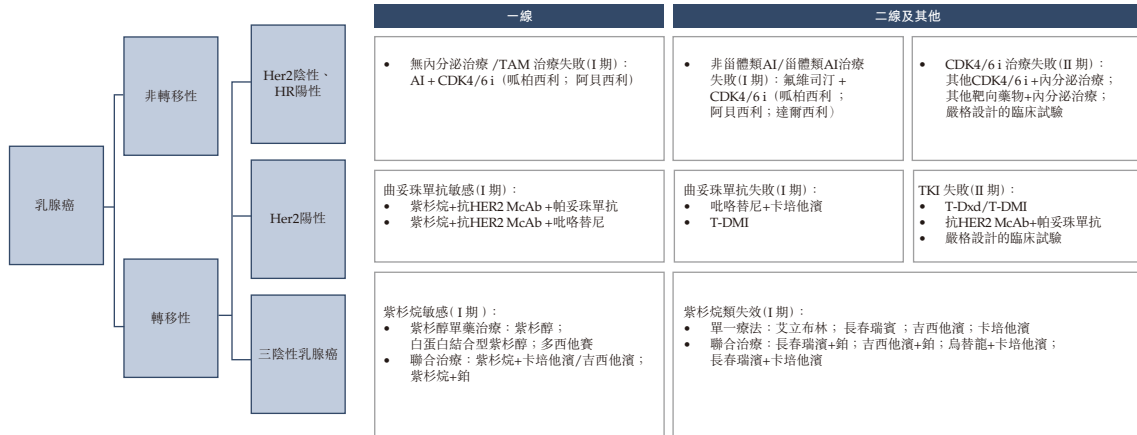 一線
二線及其他
乳腺癌
非轉移性
轉移性
Her2陰性、
HR陽性
Her2陽性
三陰性乳腺癌
• 無內分泌治療 /TAM 治療失敗(I 期)：
AI + CDK4/6 i（呱柏西利； 阿貝西利）
• 非甾體類AI/甾體類AI治療
失敗(I 期)：氟維司汀 +
CDK4/6 i（呱柏西利 ；
阿貝西利；達爾西利）
• CDK4/6 i 治療失敗(II 期)：
其他CDK4/6 i +內分泌治療；
其他靶向藥物+內分泌治療；
嚴格設計的臨床試驗
曲妥珠單抗敏感(I 期)：
• 紫杉烷+抗HER2 McAb +帕妥珠單抗
• 紫杉烷+抗HER2 McAb +吡咯替尼
曲妥珠單抗失敗(I 期)：
• 吡咯替尼+卡培他濱
• T-DMI
TKI 失敗(II 期)：
• T-Dxd/T-DMI
• 抗HER2 McAb+帕妥珠單抗
• 嚴格設計的臨床試驗
紫杉烷敏感( I 期 )：
• 紫杉醇單藥治療：紫杉醇；
白蛋白結合型紫杉醇；多西他賽
• 聯合治療：紫杉烷+卡培他濱/吉西他濱；
紫杉烷+鉑
紫杉烷類失效(I 期)：
• 單一療法：艾立布林； 長春瑞賓 ；吉西他濱；卡培他濱
• 聯合治療：長春瑞濱+鉑；吉西他濱+鉑；烏替龍+卡培他濱；
長春瑞濱+卡培他濱